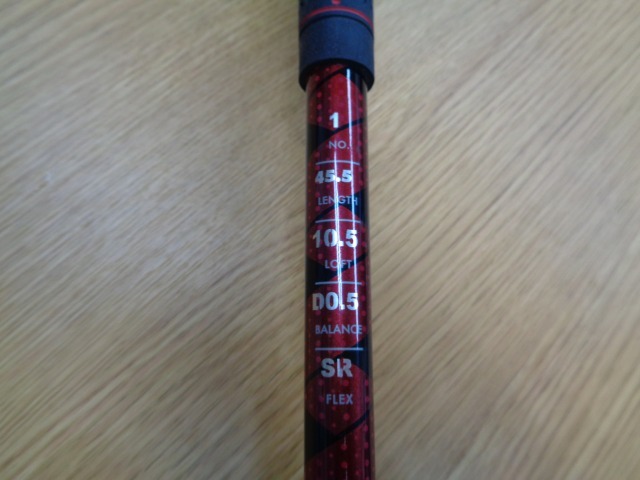 1
NO.
45.5
LENGTH
10.5
LOFT
D0.5
BALANCE
SR
FLEX